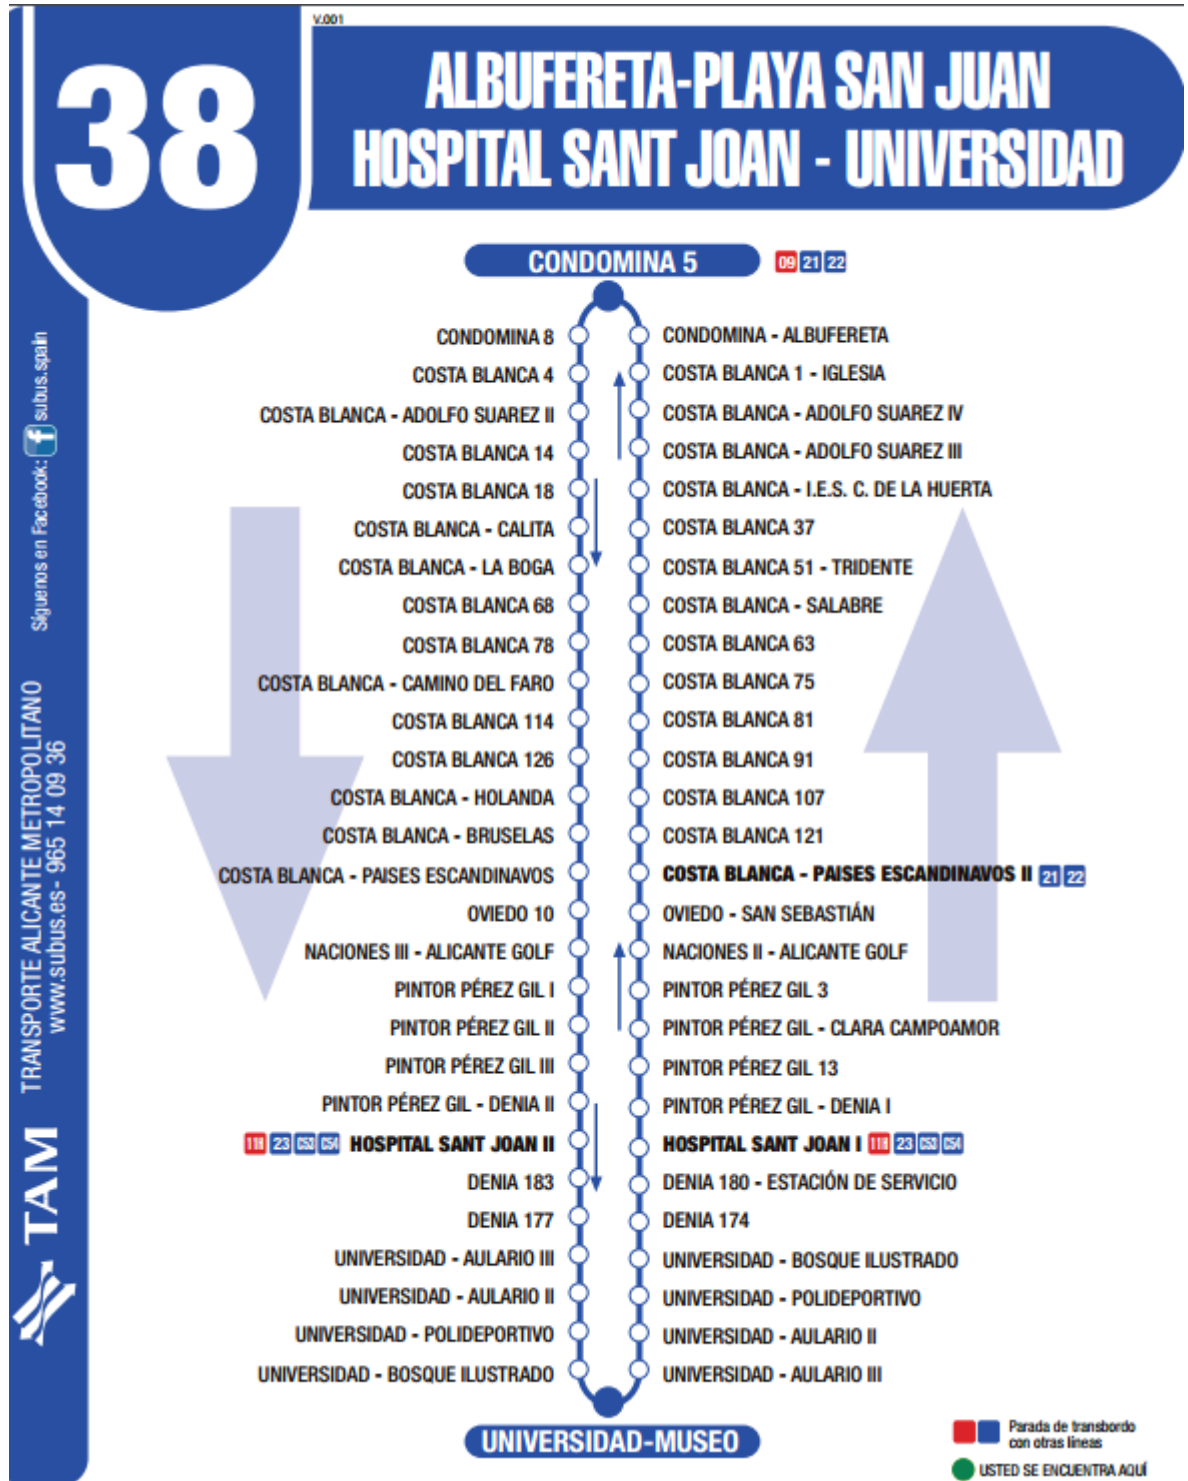 V.001
38
ALBUFERETA-PLAYA SAN JUAN
HOSPITAL SANT JOAN - UNIVERSIDAD
CONDOMINA 5 09 21 22
CONDOMINA 8
COSTA BLANCA 4
COSTA BLANCA - ADOLFO SUAREZ II
COSTA BLANCA 14
COSTA BLANCA 18
COSTA BLANCA - CALITA
COSTA BLANCA - LA BOGA
COSTA BLANCA 68
COSTA BLANCA 78
COSTA BLANCA - CAMINO DEL FARO
COSTA BLANCA 114
COSTA BLANCA 126
COSTA BLANCA - HOLANDA
COSTA BLANCA - BRUSELAS
COSTA BLANCA - PAISES ESCANDINAVOS
OVIEDO 10
NACIONES III - ALICANTE GOLF
PINTOR PÉREZ GIL I
PINTOR PÉREZ GIL II
PINTOR PÉREZ GIL III
PINTOR PÉREZ GIL - DENIA II
11H 23 C53 C54 HOSPITAL SANT JOAN II
DENIA 183
DENIA 177
UNIVERSIDAD - AULARIO III
UNIVERSIDAD - AULARIO II
UNIVERSIDAD - POLIDEPORTIVO
UNIVERSIDAD - BOSQUE ILUSTRADO
CONDOMINA - ALBUFERETA
COSTA BLANCA 1 - IGLESIA
COSTA BLANCA - ADOLFO SUAREZ IV
COSTA BLANCA - ADOLFO SUAREZ III
COSTA BLANCA - I.E.S. C. DE LA HUERTA
COSTA BLANCA 37
COSTA BLANCA 51 - TRIDENTE
COSTA BLANCA - SALABRE
COSTA BLANCA 63
COSTA BLANCA 75
COSTA BLANCA 81
COSTA BLANCA 91
COSTA BLANCA 107
COSTA BLANCA 121
COSTA BLANCA - PAISES ESCANDINAVOS II 21 22
OVIEDO - SAN SEBASTIÁN
NACIONES II - ALICANTE GOLF
PINTOR PÉREZ GIL 3
PINTOR PÉREZ GIL - CLARA CAMPOAMOR
PINTOR PÉREZ GIL 13
PINTOR PÉREZ GIL - DENIA I
HOSPITAL SANT JOAN I 11H 23 C53 C54
DENIA 180 - ESTACIÓN DE SERVICIO
DENIA 174
UNIVERSIDAD - BOSQUE ILUSTRADO
UNIVERSIDAD - POLIDEPORTIVO
UNIVERSIDAD - AULARIO II
UNIVERSIDAD - AULARIO III
UNIVERSIDAD-MUSEO
Parada de transbordo
con otras líneas
USTED SE ENCUENTRA AQUÍ
TAM
TRANSPORTE ALICANTE METROPOLITANO
www.subus.es- 965 14 09 36
Síguenos en Facebook: f subus.spain